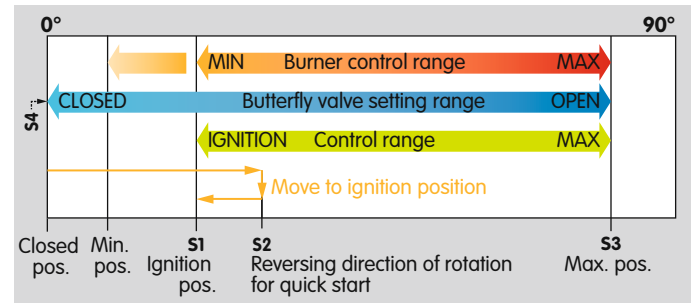 0° 90°
MIN Burner control range MAX
S4 CLOSED Butterfly valve setting range OPEN
IGNITION Control range MAX
Move to ignition position
Closed pos.
Min. pos.
S1 Ignition pos.
S2 Reversing direction of rotation for quick start
S3 Max. pos.